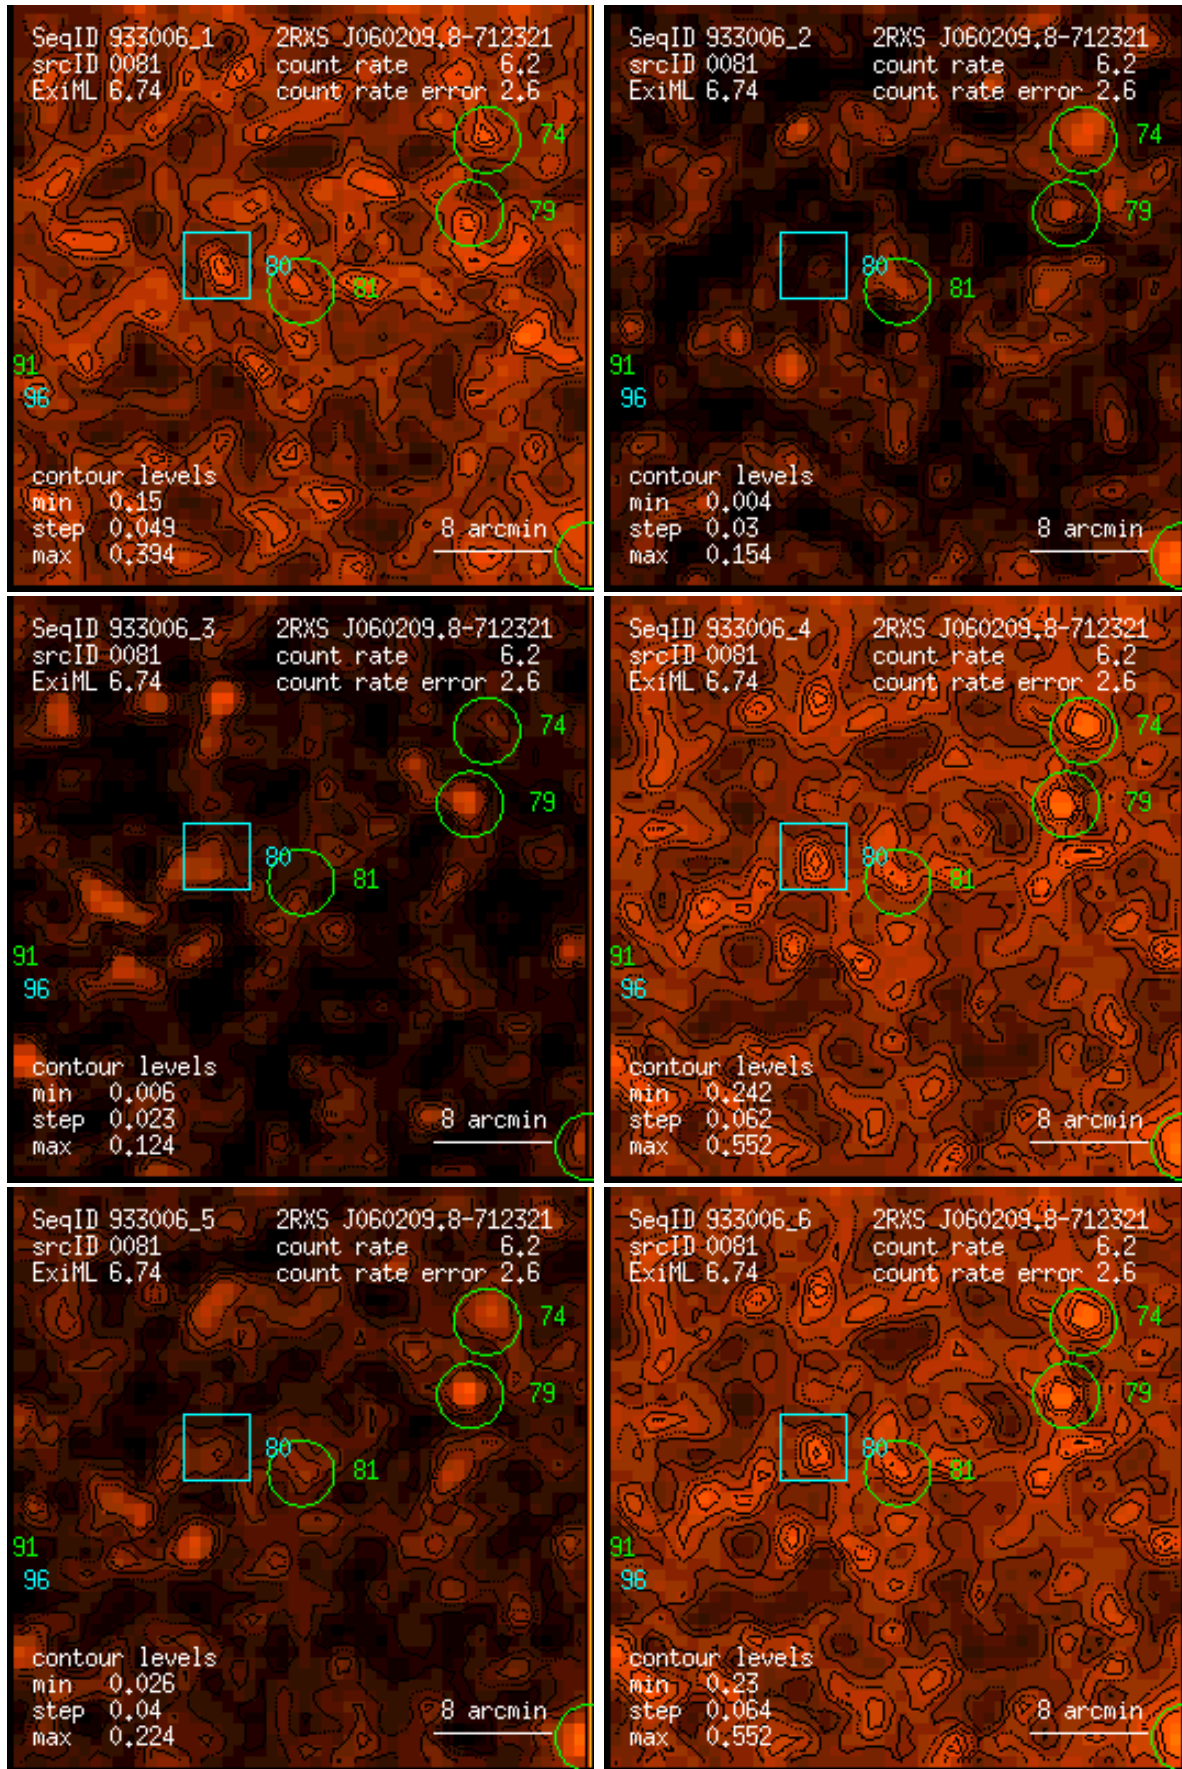 SeqID 933006_1 2RXS J060209.8-712321
srcID 0081 count rate 6.2
ExiML 6.74 count rate error 2.6
74
79
80
81
91
96
contour levels
min 0.15
step 0.049
max 0.394
8 arcmin
SeqID 933006_2 2RXS J060209.8-712321
srcID 0081 count rate 6.2
ExiML 6.74 count rate error 2.6
74
79
80
81
91
96
contour levels
min 0.004
step 0.03
max 0.154
8 arcmin
SeqID 933006_3 2RXS J060209.8-712321
srcID 0081 count rate 6.2
ExiML 6.74 count rate error 2.6
74
79
80
81
91
96
contour levels
min 0.006
step 0.023
max 0.124
8 arcmin
SeqID 933006_4 2RXS J060209.8-712321
srcID 0081 count rate 6.2
ExiML 6.74 count rate error 2.6
74
79
80
81
91
96
contour levels
min 0.242
step 0.062
max 0.552
8 arcmin
SeqID 933006_5 2RXS J060209.8-712321
srcID 0081 count rate 6.2
ExiML 6.74 count rate error 2.6
74
79
80
81
91
96
contour levels
min 0.026
step 0.04
max 0.224
8 arcmin
SeqID 933006_6 2RXS J060209.8-712321
srcID 0081 count rate 6.2
ExiML 6.74 count rate error 2.6
74
79
80
81
91
96
contour levels
min 0.23
step 0.064
max 0.552
8 arcmin